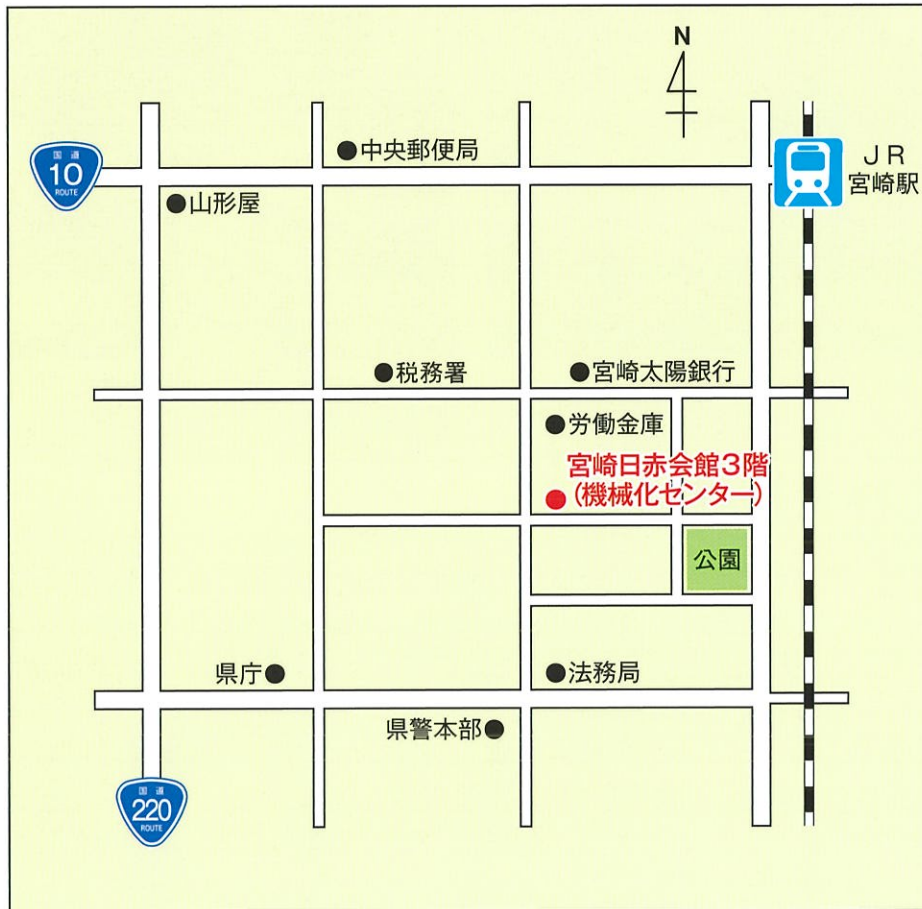 N
中央郵便局
国道
10
ROUTE
JR
宮崎駅
山形屋
税務署
宮崎太陽銀行
労働金庫
宮崎日赤会館3階
(機械化センター)
公園
県庁
法務局
県警本部
国道
220
ROUTE